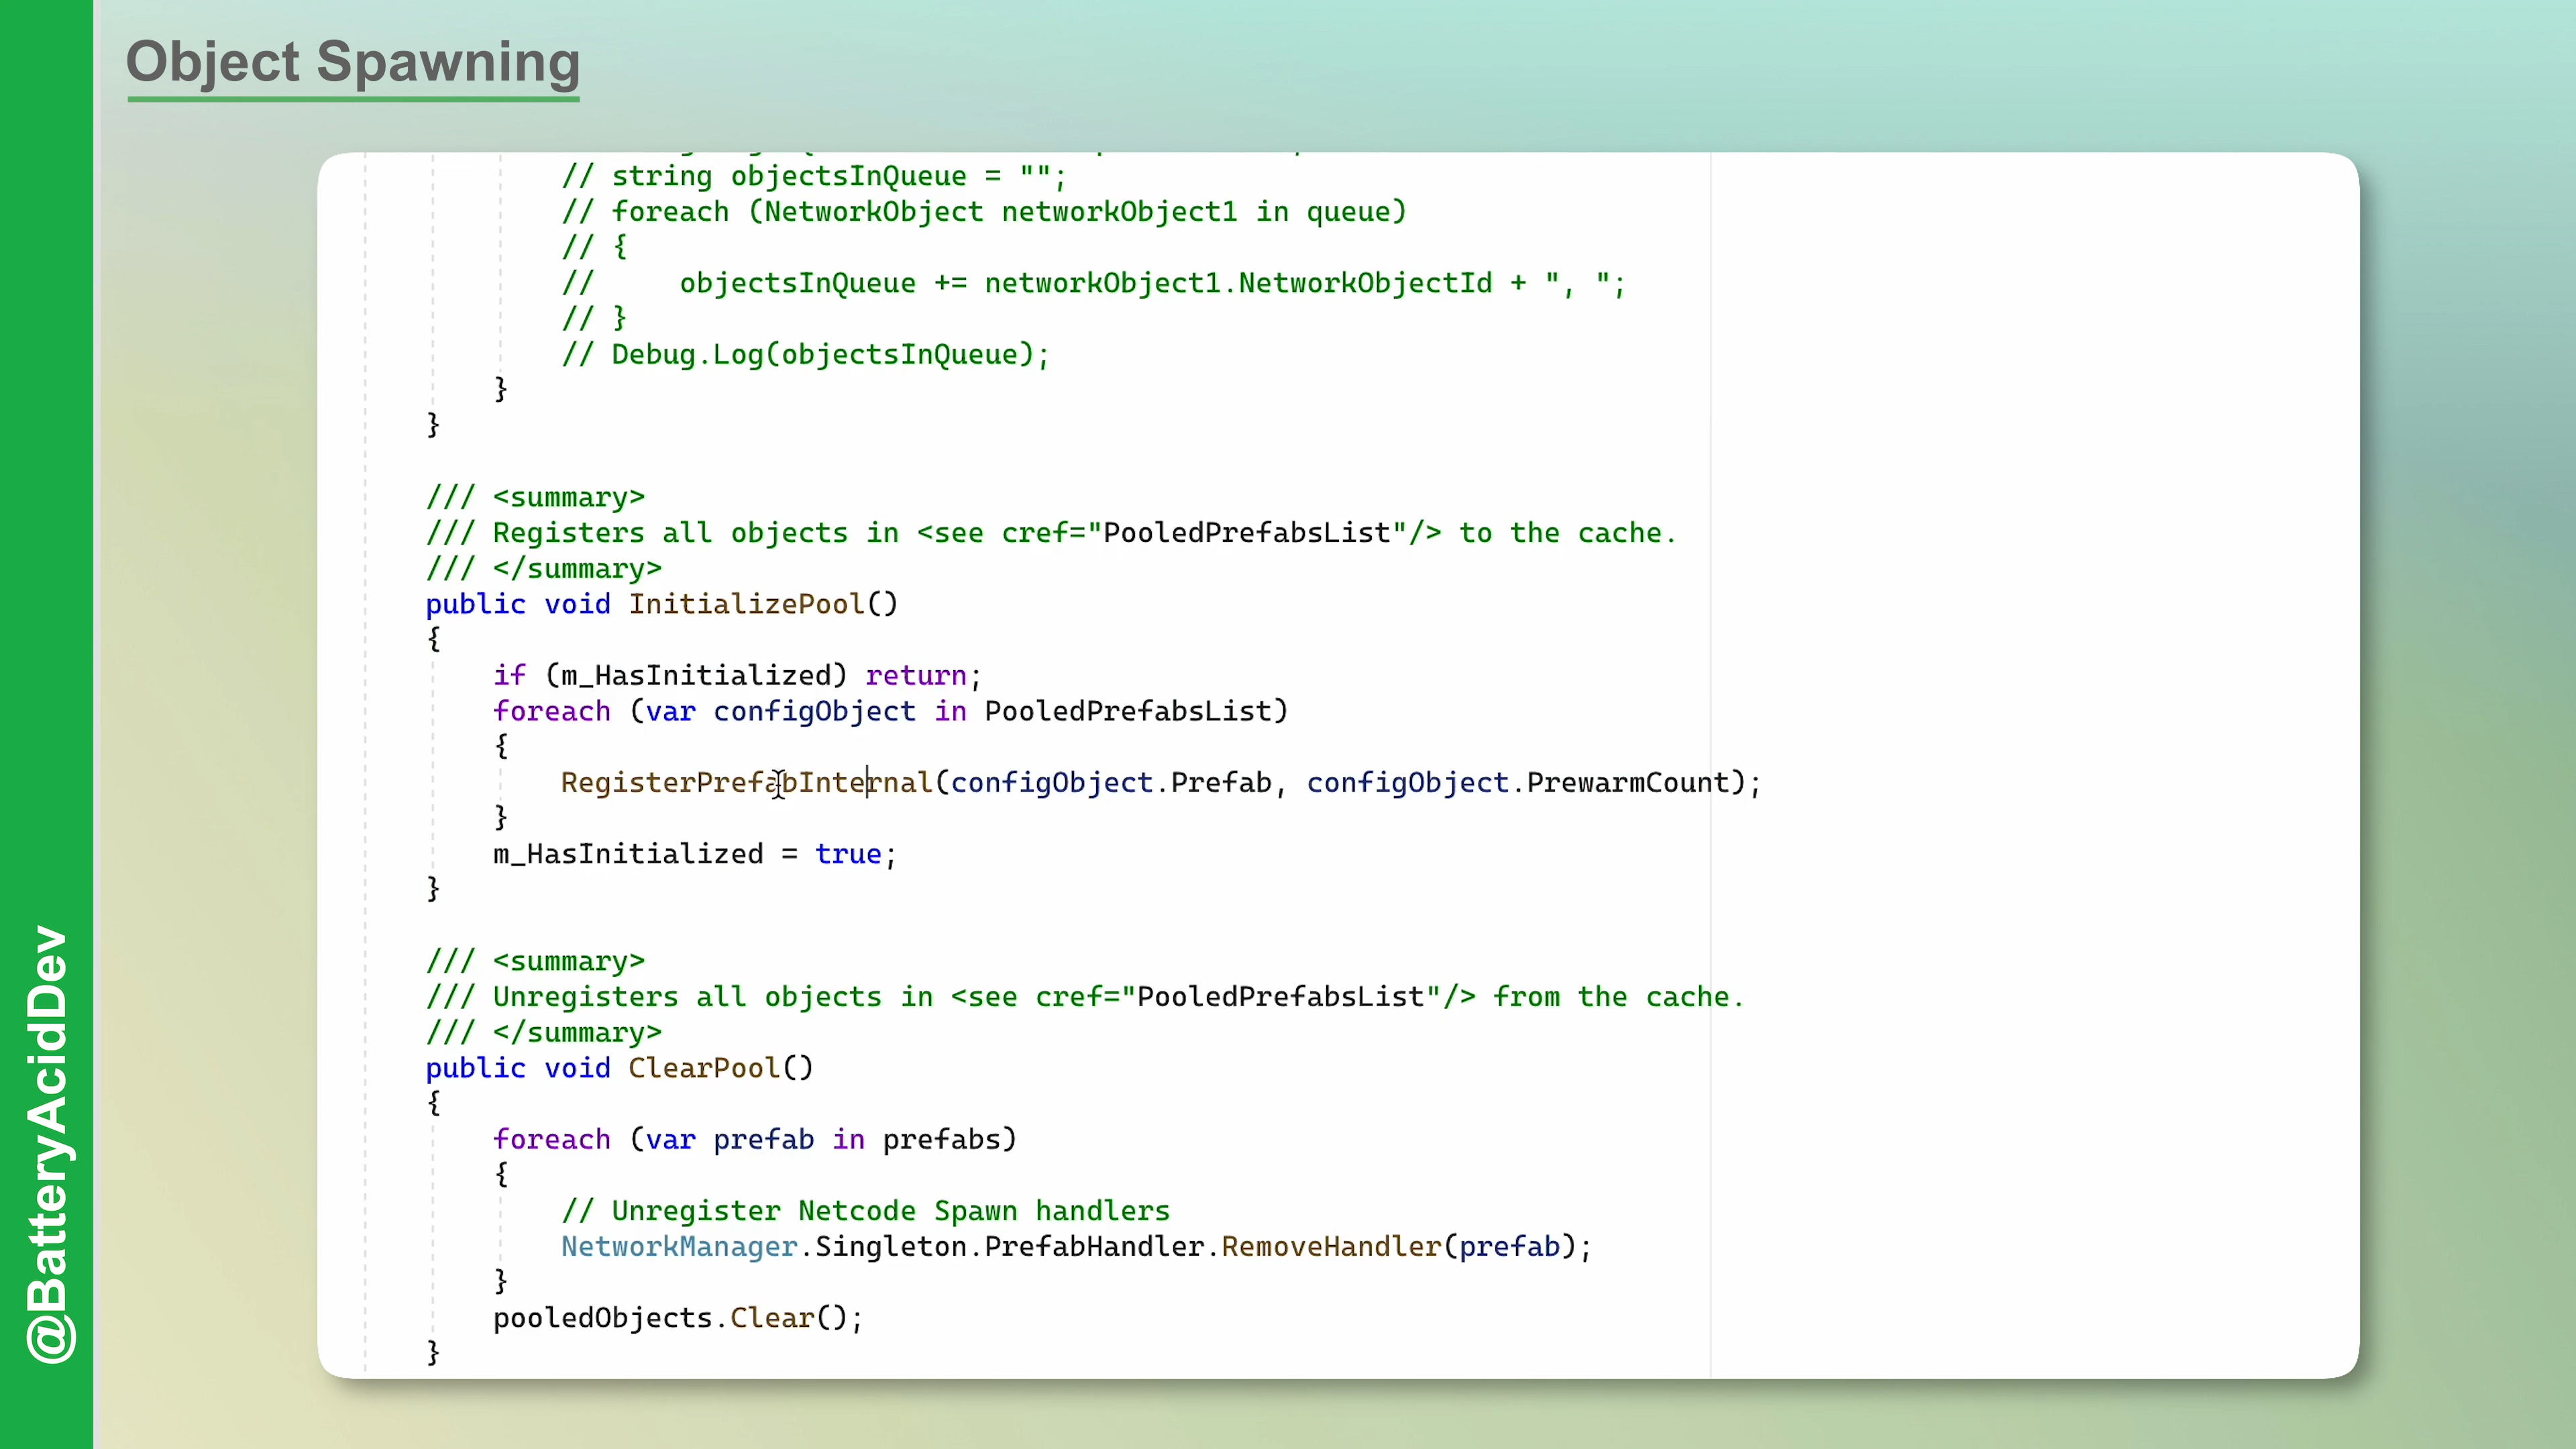 Object Spawning
// string objectsInQueue = "";
// foreach (NetworkObject networkObject1 in queue)
// {
//     objectsInQueue += networkObject1.NetworkObjectId + ", ";
// }
// Debug.Log(objectsInQueue);
}
}
/// <summary>
/// Registers all objects in <see cref="PooledPrefabsList"/> to the cache.
/// </summary>
public void InitializePool()
{
if (m_HasInitialized) return;
foreach (var configObject in PooledPrefabsList)
{
RegisterPrefabInternal(configObject.Prefab, configObject.PrewarmCount);
}
m_HasInitialized = true;
}
/// <summary>
/// Unregisters all objects in <see cref="PooledPrefabsList"/> from the cache.
/// </summary>
public void ClearPool()
{
foreach (var prefab in prefabs)
{
// Unregister Netcode Spawn handlers
NetworkManager.Singleton.PrefabHandler.RemoveHandler(prefab);
}
pooledObjects.Clear();
}
@BatteryAcidDev